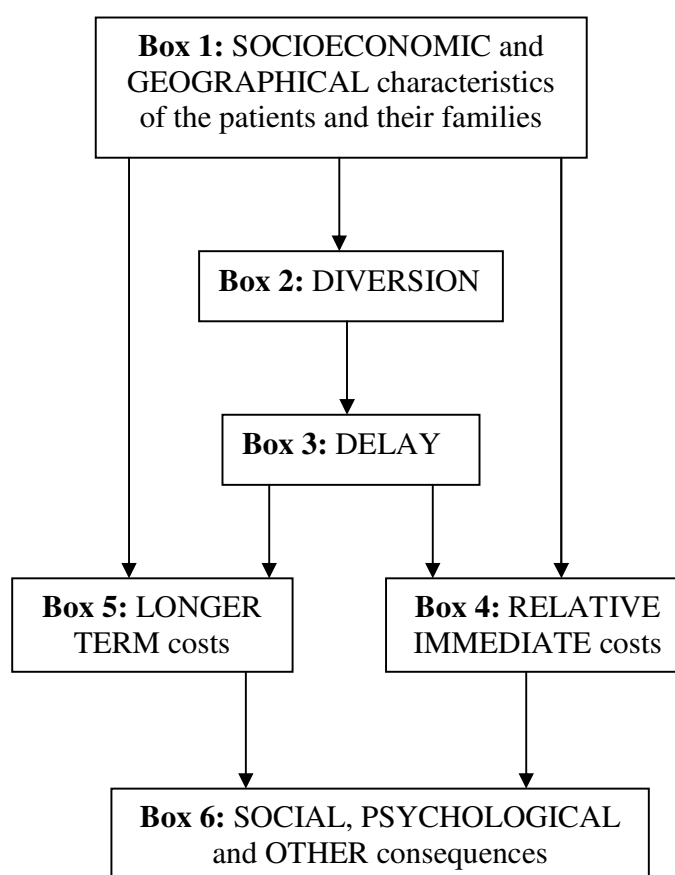 Box 1: SOCIOECONOMIC and
GEOGRAPHICAL characteristics
of the patients and their families
Box 2: DIVERSION
Box 3: DELAY
Box 5: LONGER
TERM costs
Box 4: RELATIVE
IMMEDIATE costs
Box 6: SOCIAL, PSYCHOLOGICAL
and OTHER consequences